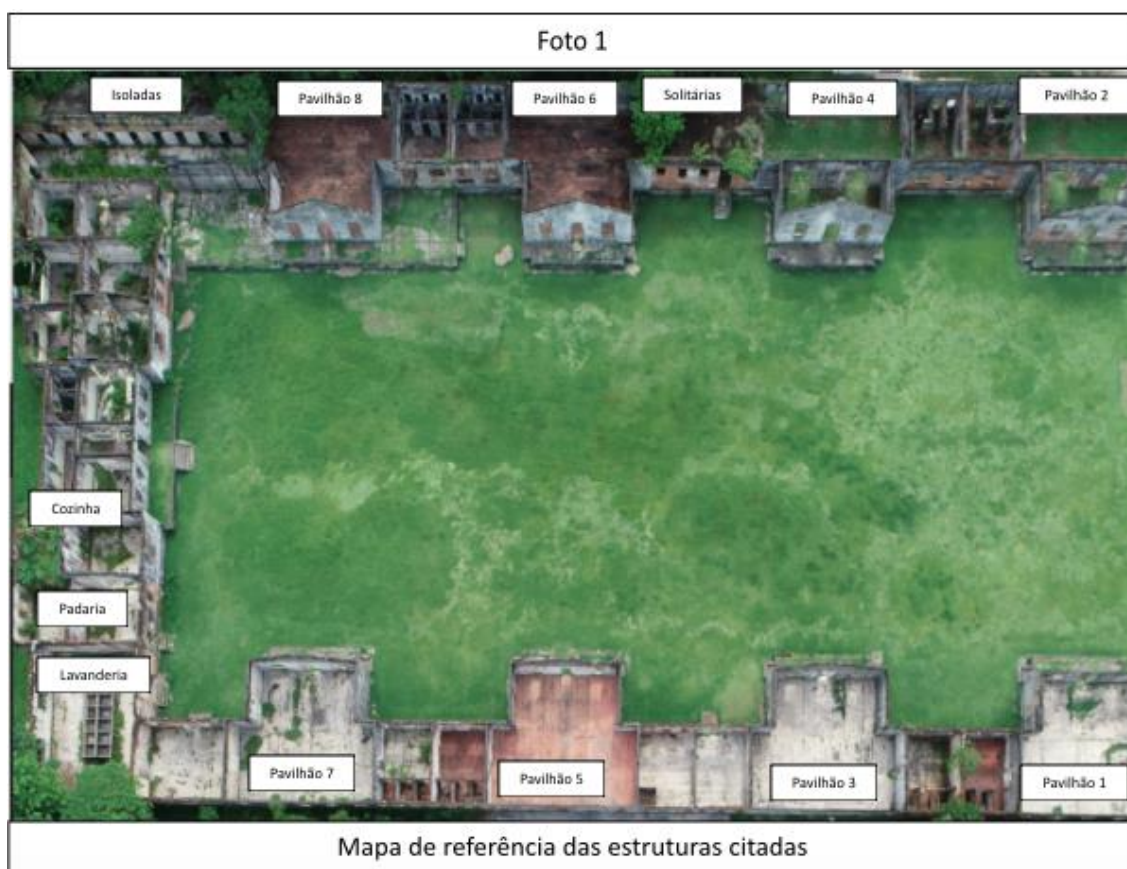 Foto 1
Isoladas
Pavilhão 8
Pavilhão 6
Solitárias
Pavilhão 4
Pavilhão 2
Cozinha
Padaria
Lavanderia
Pavilhão 7
Pavilhão 5
Pavilhão 3
Pavilhão 1
Mapa de referência das estruturas citadas